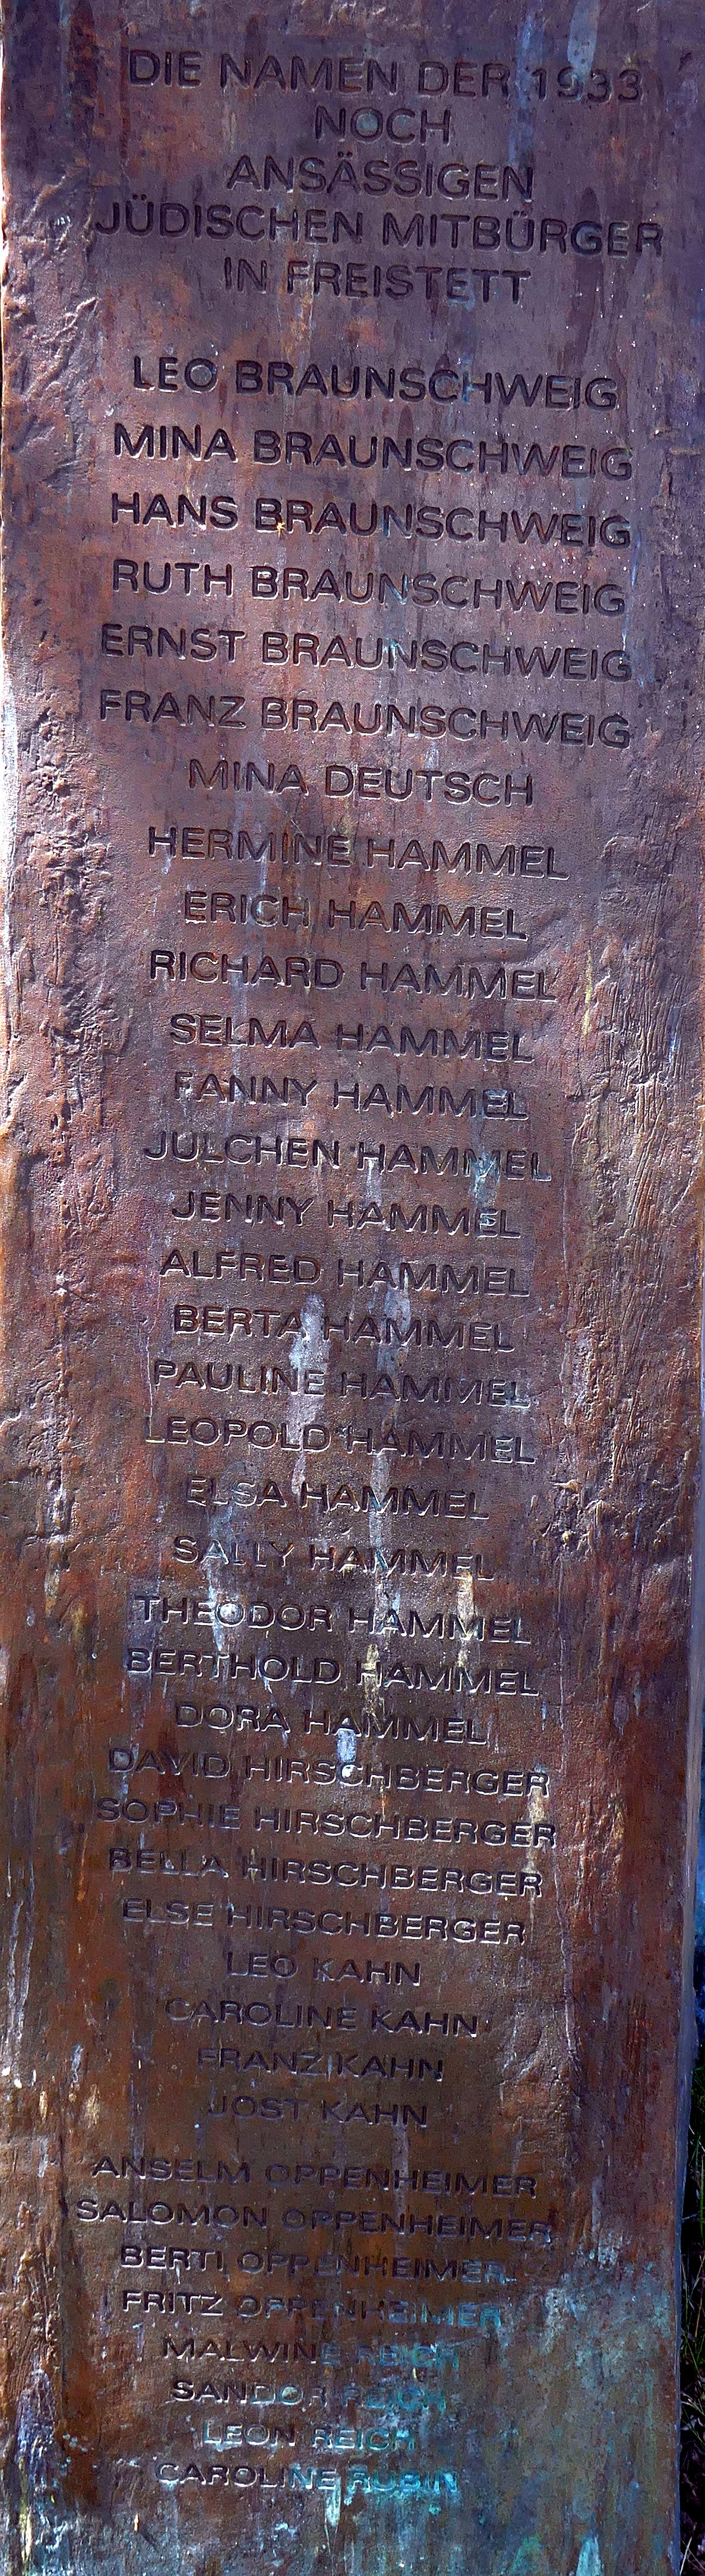 DIE NAMEN DER 1933
NOCH
ANSÄSSIGEN
JÜDISCHEN MITBÜRGER
IN FREISTETT
LEO BRAUNSCHWEIG
MINA BRAUNSCHWEIG
HANS BRAUNSCHWEIG
RUTH BRAUNSCHWEIG
ERNST BRAUNSCHWEIG
FRANZ BRAUNSCHWEIG
MINA DEUTSCH
HERMINE HAMMEL
ERICH HAMMEL
RICHARD HAMMEL
SELMA HAMMEL
FANNY HAMMEL
JULCHEN HAMMEL
JENNY HAMMEL
ALFRED HAMMEL
BERTA HAMMEL
PAULINE HAMMEL
LEOPOLD HAMMEL
ELSA HAMMEL
SALLY HAMMEL
THEODOR HAMMEL
BERTHOLD HAMMEL
DORA HAMMEL
DAVID HIRSCHBERGER
SOPHIE HIRSCHBERGER
BELLA HIRSCHBERGER
ELSE HIRSCHBERGER
LEO KAHN
CAROLINE KAHN
FRANZ KAHN
JOST KAHN
ANSELM OPPENHEIMER
SALOMON OPPENHEIMER
BERTI OPPENHEIMER
FRITZ OPPENHEIMER
MALWINE REICH
SANDOR REICH
LEON REICH
CAROLINE RUBIN